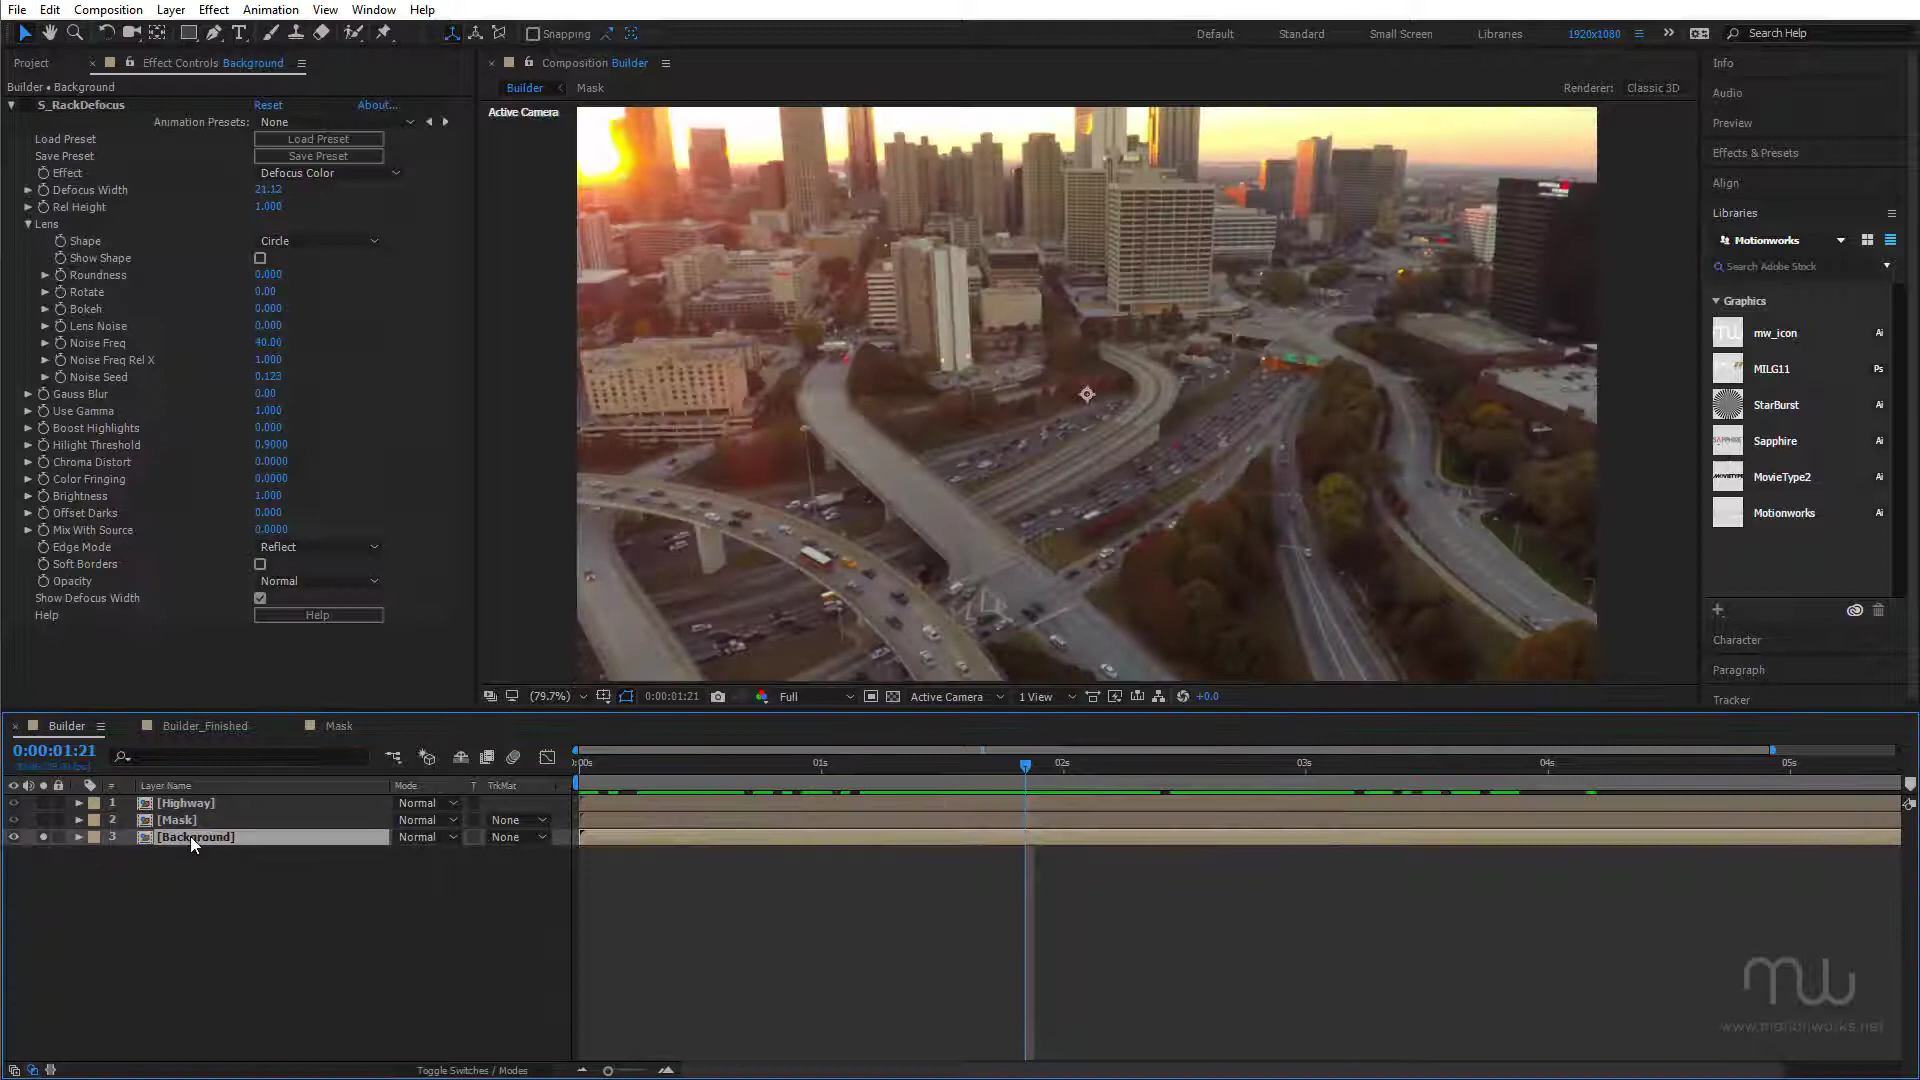 File Edit Composition Layer Effect Animation View Window Help
Snapping Default Standard Small Screen Libraries 1920x1080 Search Help
Project Effect Controls Background
Builder • Background
S_RackDefocus Reset About...
Animation Presets: None
Load Preset Load Preset
Save Preset Save Preset
Effect Defocus Color
Defocus Width 21.12
Rel Height 1.000
Lens
Shape Circle
Show Shape
Roundness 0.000
Rotate 0.00
Bokeh 0.000
Lens Noise 0.000
Noise Freq 40.00
Noise Freq Rel X 1.000
Noise Seed 0.123
Gauss Blur 0.00
Use Gamma 1.000
Boost Highlights 0.000
Hilight Threshold 0.9000
Chroma Distort 0.0000
Color Fringing 0.0000
Brightness 1.000
Offset Darks 0.000
Mix With Source 0.0000
Edge Mode Reflect
Soft Borders
Opacity Normal
Show Defocus Width
Help Help
Composition Builder
Builder Mask Renderer: Classic 3D
Active Camera
(79.7%) 0:00:01:21 Full Active Camera 1 View +0.0
Info
Audio
Preview
Effects & Presets
Align
Libraries
Motionworks
Search Adobe Stock
Graphics
mw_icon Ai
MILG11 Ps
StarBurst Ai
Sapphire Ai
MovieType2 Ai
Motionworks Ai
Character
Paragraph
Tracker
Builder Builder_Finished Mask
0:00:01:21
:00s 01s 02s 03s 04s 05s
# Layer Name Mode T TrkMat
1 [Highway] Normal
2 [Mask] Normal None
3 [Background] Normal None
Toggle Switches / Modes
mw
www.motionworks.net